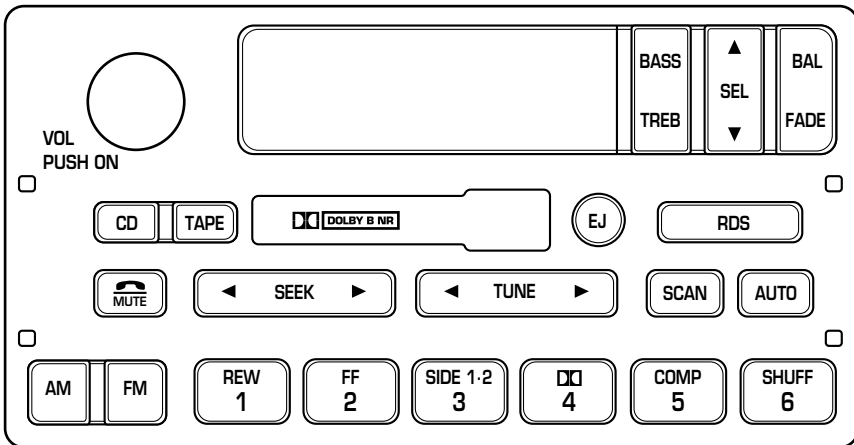 BASS
SEL
BAL
TREB
FADE
VOL
PUSH ON
CD
TAPE
DOLBY B NR
EJ
RDS
MUTE
SEEK
TUNE
SCAN
AUTO
AM
FM
REW
1
FF
2
SIDE 1·2
3
4
COMP
5
SHUFF
6